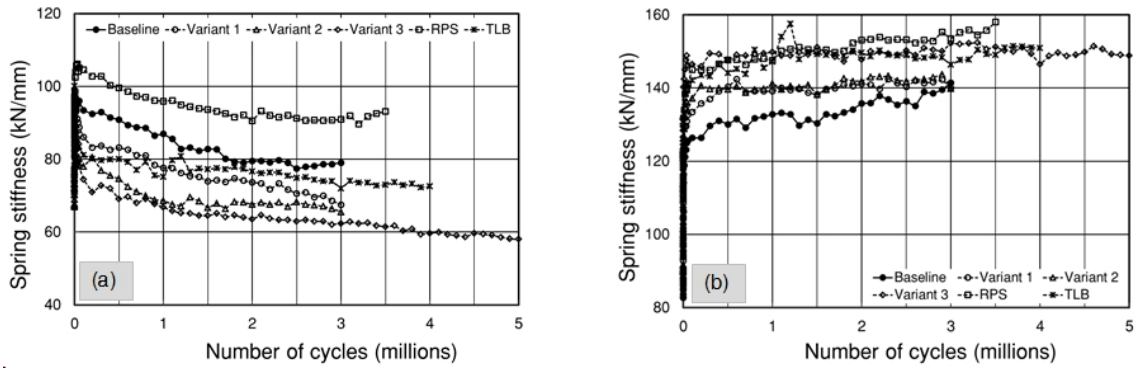 120
100
80
60
40
Spring stiffness (kN/mm)
Baseline Variant 1 Variant 2 Variant 3 RPS TLB
(a)
0 1 2 3 4 5
Number of cycles (millions)
160
140
120
100
80
Spring stiffness (kN/mm)
Baseline Variant 1 Variant 2
Variant 3 RPS TLB
(b)
0 1 2 3 4 5
Number of cycles (millions)